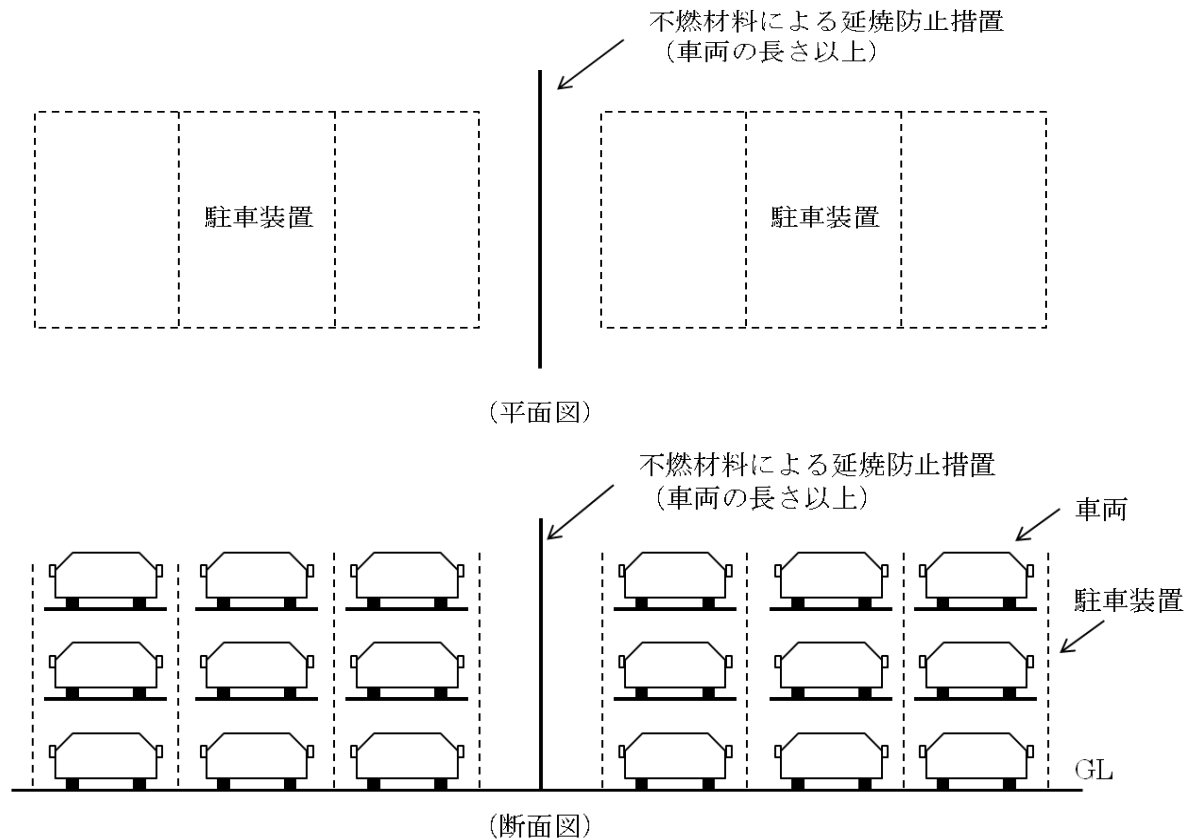 不燃材料による延焼防止措置
（車両の長さ以上）
駐車装置
駐車装置
（平面図）
不燃材料による延焼防止措置
（車両の長さ以上）
車両
駐車装置
GL
（断面図）